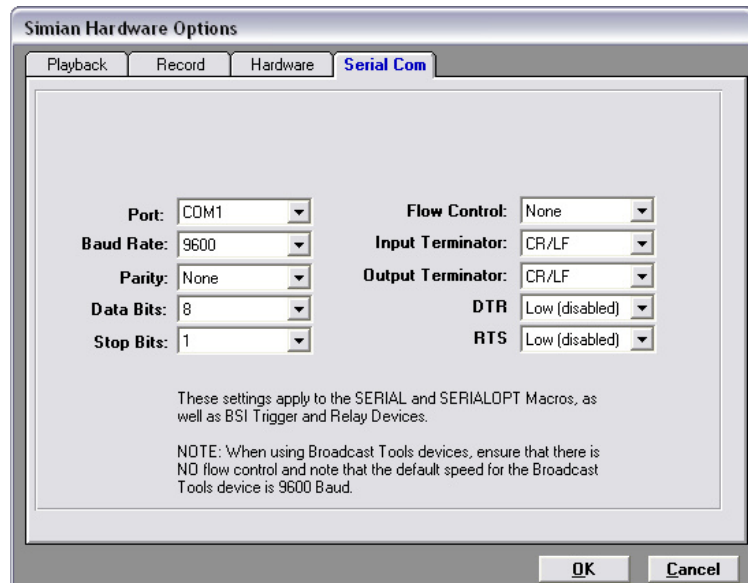 Simian Hardware Options
Playback Record Hardware Serial Com
Port: COM1
Baud Rate: 9600
Parity: None
Data Bits: 8
Stop Bits: 1
Flow Control: None
Input Terminator: CR/LF
Output Terminator: CR/LF
DTR Low (disabled)
RTS Low (disabled)
These settings apply to the SERIAL and SERIALOPT Macros, as
well as BSI Trigger and Relay Devices.
NOTE: When using Broadcast Tools devices, ensure that there is
NO flow control and note that the default speed for the Broadcast
Tools device is 9600 Baud.
OK Cancel